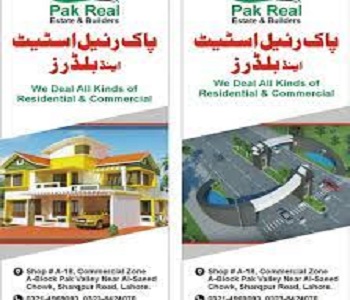 Pak Real
Estate & Builders
پاک رئیل اسٹیٹ
اینڈ بلڈرز
We Deal All Kinds of
Residential & Commercial
Shop # A-18, Commercial Zone
A-Block Pak Valley Near Al-Saeed
Chowk, Sharqpur Road, Lahore.
Pak Real
Estate & Builders
پاک رئیل اسٹیٹ
اینڈ بلڈرز
We Deal All Kinds of
Residential & Commercial
Shop # A-18, Commercial Zone
A-Block Pak Valley Near Al-Saeed
Chowk, Sharqpur Road, Lahore.